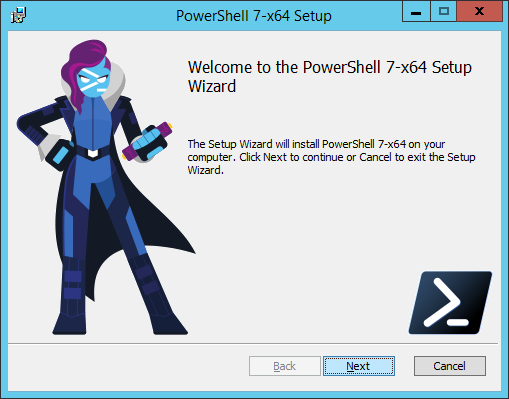 PowerShell 7-x64 Setup
Welcome to the PowerShell 7-x64 Setup
Wizard
The Setup Wizard will install PowerShell 7-x64 on your
computer. Click Next to continue or Cancel to exit the Setup
Wizard.
Back
Next
Cancel